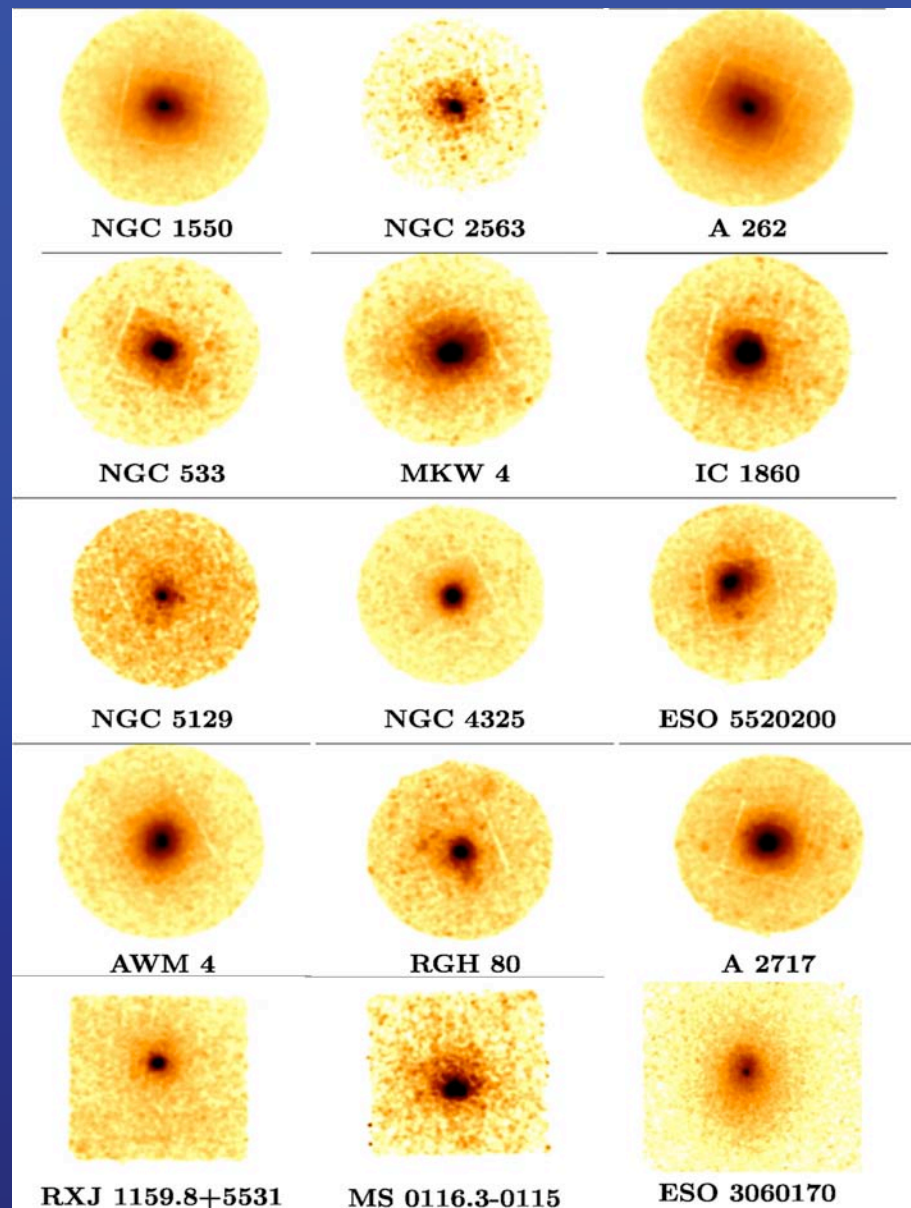 NGC 1550 NGC 2563 A 262
NGC 533 MKW 4 IC 1860
NGC 5129 NGC 4325 ESO 5520200
AWM 4 RGH 80 A 2717
RXJ 1159.8+5531 MS 0116.3-0115 ESO 3060170